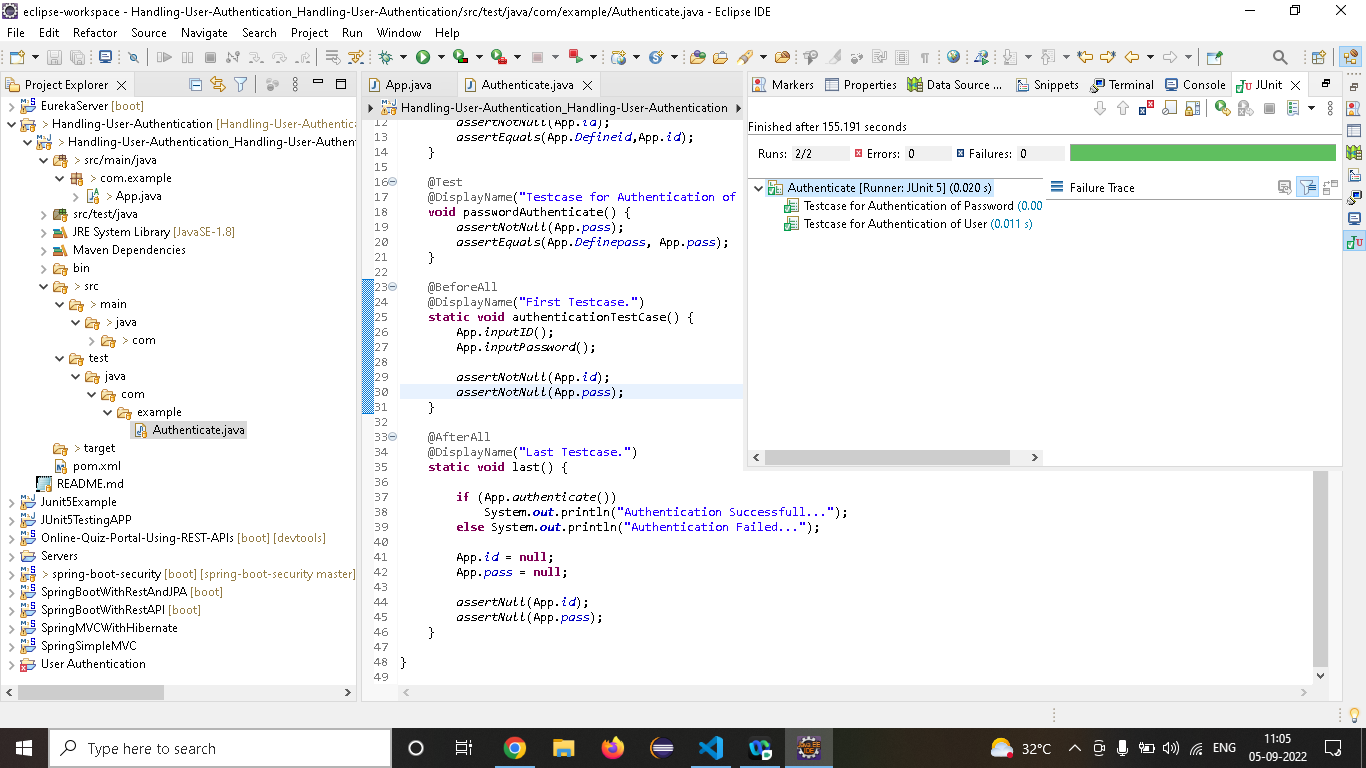 eclipse-workspace - Handling-User-Authentication_Handling-User-Authentication/src/test/java/com/example/Authenticate.java - Eclipse IDE
File Edit Refactor Source Navigate Search Project Run Window Help
Project Explorer
EurekaServer [boot]
> Handling-User-Authentication [Handling-User-Authentic
> Handling-User-Authentication_Handling-User-Authent
> src/main/java
> com.example
> App.java
src/test/java
JRE System Library [JavaSE-1.8]
Maven Dependencies
bin
> src
> main
> java
> com
test
java
com
example
Authenticate.java
> target
pom.xml
README.md
Junit5Example
JUnit5TestingAPP
Online-Quiz-Portal-Using-REST-APIs [boot] [devtools]
Servers
> spring-boot-security [boot] [spring-boot-security master]
SpringBootWithRestAndJPA [boot]
SpringBootWithRestAPI [boot]
SpringMVCWithHibernate
SpringSimpleMVC
User Authentication
App.java Authenticate.java
Handling-User-Authentication_Handling-User-Authentication
12 assertNotNull(App.id);
13 assertEquals(App.Defineid,App.id);
14 }
15
16 @Test
17 @DisplayName("Testcase for Authentication of
18 void passwordAuthenticate() {
19 assertNotNull(App.pass);
20 assertEquals(App.Definepass, App.pass);
21 }
22
23 @BeforeAll
24 @DisplayName("First Testcase.")
25 static void authenticationTestCase() {
26 App.inputID();
27 App.inputPassword();
28
29 assertNotNull(App.id);
30 assertNotNull(App.pass);
31 }
32
33 @AfterAll
34 @DisplayName("Last Testcase.")
35 static void last() {
36
37 if (App.authenticate())
38 System.out.println("Authentication Successfull...");
39 else System.out.println("Authentication Failed...");
40
41 App.id = null;
42 App.pass = null;
43
44 assertNull(App.id);
45 assertNull(App.pass);
46 }
47
48 }
49
Markers Properties Data Source ... Snippets Terminal Console JUnit
Finished after 155.191 seconds
Runs: 2/2 Errors: 0 Failures: 0
Authenticate [Runner: JUnit 5] (0.020 s)
Testcase for Authentication of Password (0.00
Testcase for Authentication of User (0.011 s)
Failure Trace
Type here to search
32°C
ENG
11:05
05-09-2022